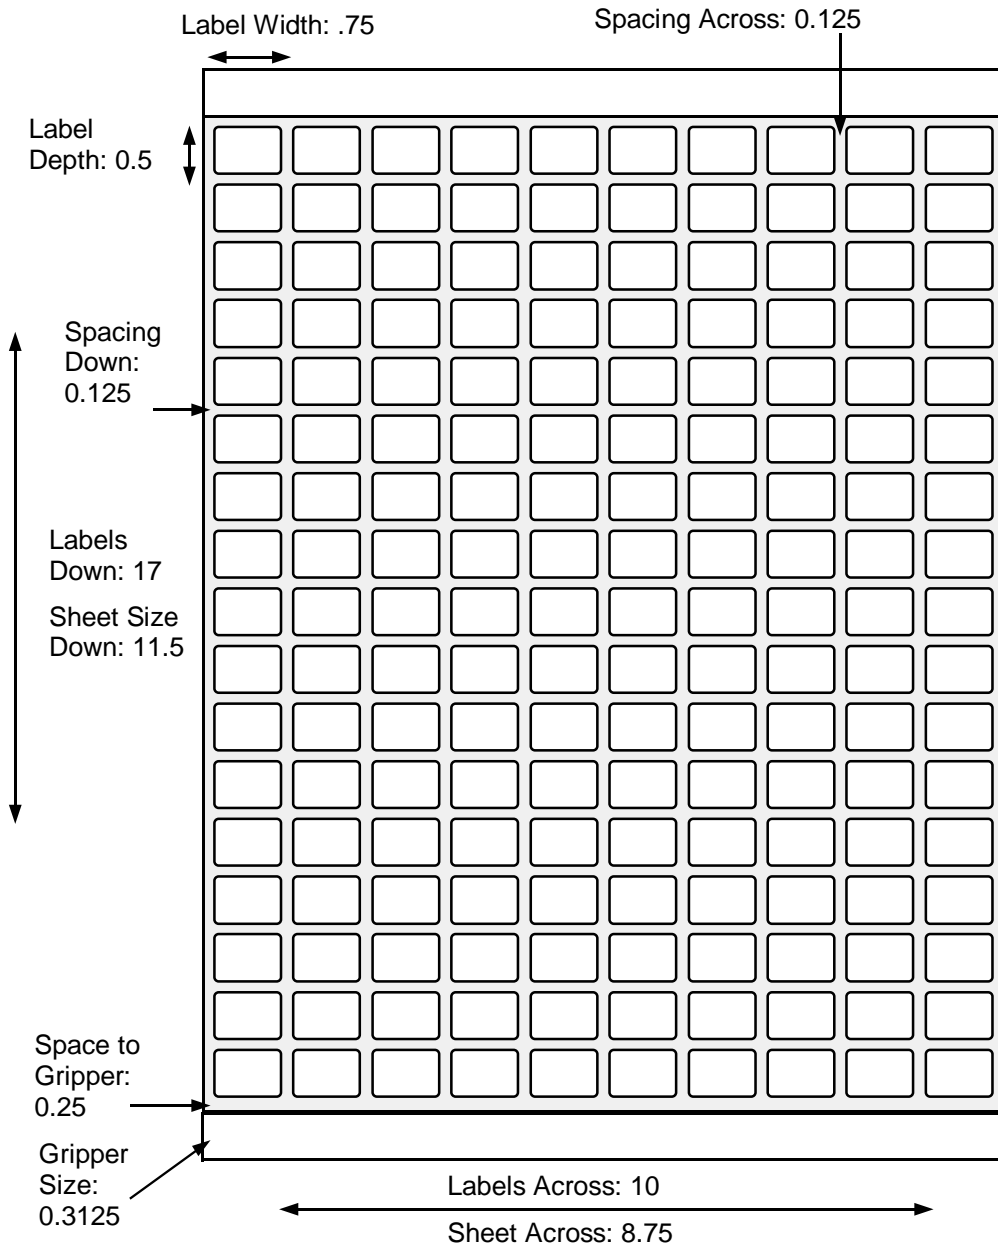 Label Width: .75
Spacing Across: 0.125
Label
Depth: 0.5
Spacing
Down:
0.125
Labels
Down: 17
Sheet Size
Down: 11.5
Space to
Gripper:
0.25
Gripper
Size:
0.3125
Labels Across: 10
Sheet Across: 8.75